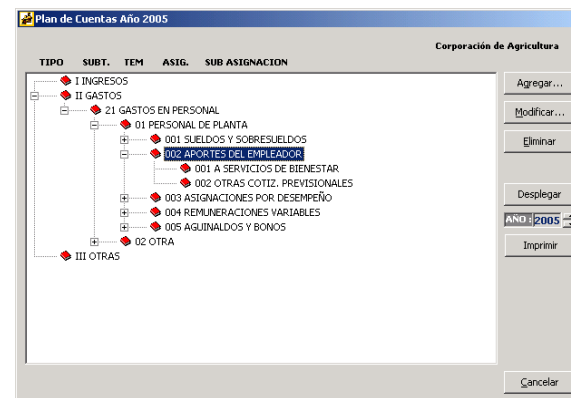 Plan de Cuentas Año 2005
Corporación de Agricultura
TIPO SUBT. TEM ASIG. SUB ASIGNACION
I INGRESOS
II GASTOS
21 GASTOS EN PERSONAL
01 PERSONAL DE PLANTA
001 SUELDOS Y SOBRESUELDOS
002 APORTES DEL EMPLEADOR
001 A SERVICIOS DE BIENESTAR
002 OTRAS COTIZ. PREVISIONALES
003 ASIGNACIONES POR DESEMPEÑO
004 REMUNERACIONES VARIABLES
005 AGUINALDOS Y BONOS
02 OTRA
III OTRAS
Agregar...
Modificar...
Eliminar
Desplegar
AÑO : 2005
Imprimir
Cancelar